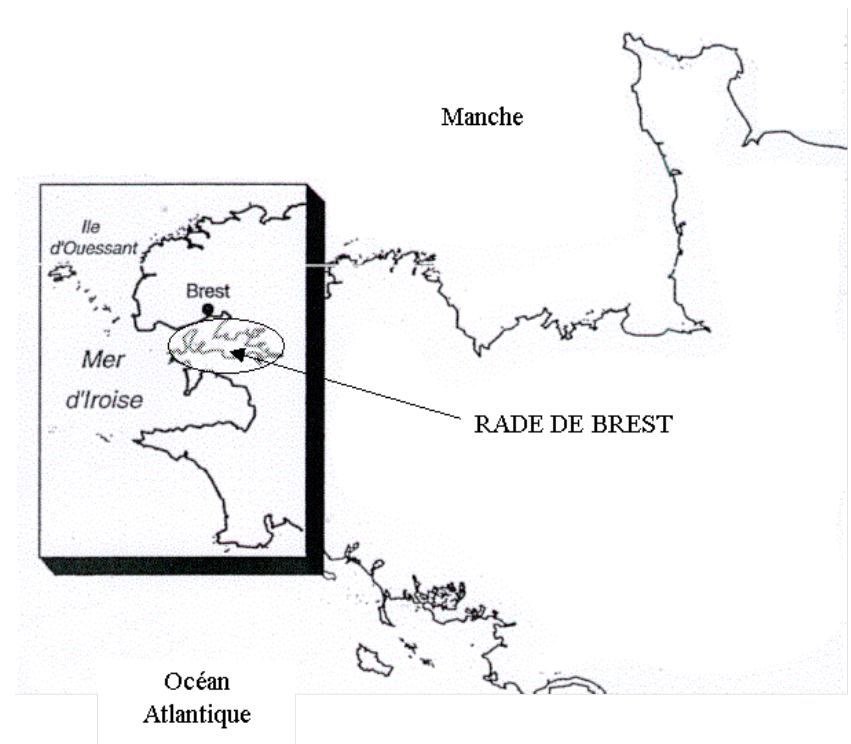 Manche
Ile
d'Ouessant
Brest
Mer
d'Iroise
RADE DE BREST
Océan
Atlantique